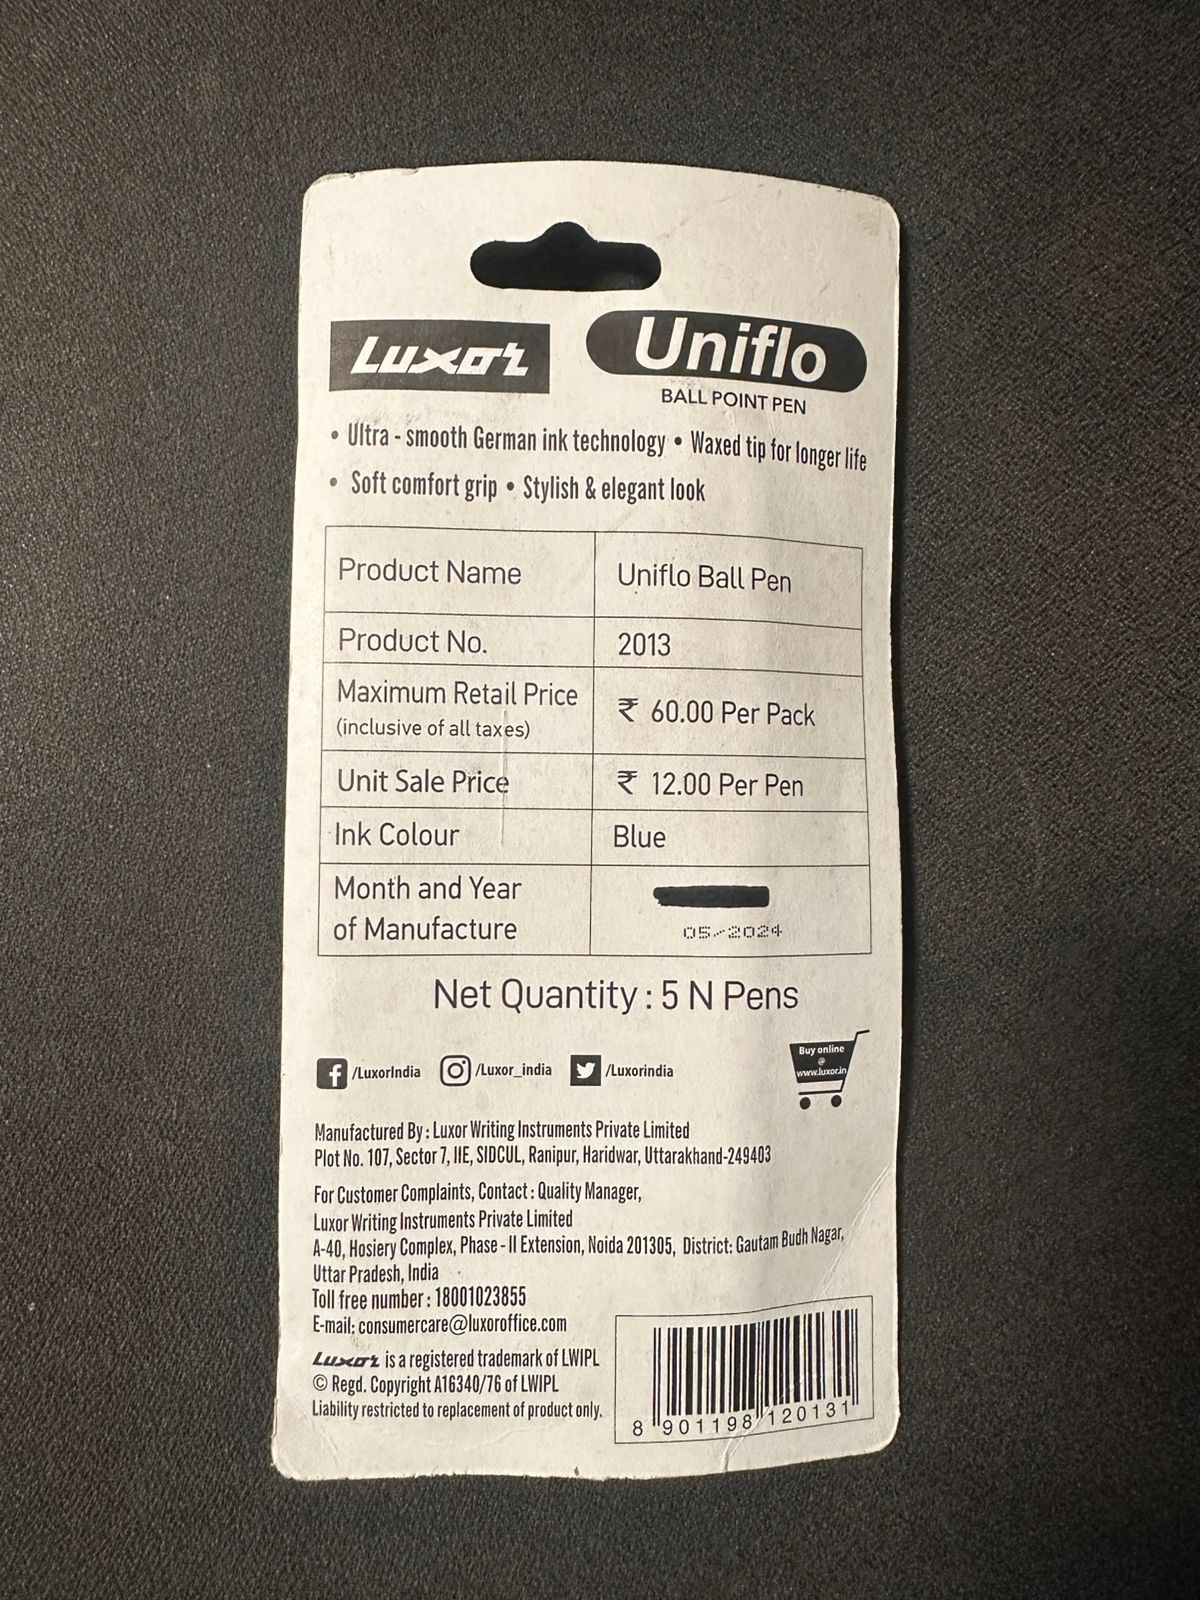 Luxor Uniflo
BALL POINT PEN
• Ultra - smooth German ink technology • Waxed tip for longer life
• Soft comfort grip • Stylish & elegant look
Product Name Uniflo Ball Pen
Product No. 2013
Maximum Retail Price
(inclusive of all taxes) ₹ 60.00 Per Pack
Unit Sale Price ₹ 12.00 Per Pen
Ink Colour Blue
Month and Year
of Manufacture 05/2024
Net Quantity : 5 N Pens
/LuxorIndia /Luxor_india /Luxorindia
Buy online
@
www.luxor.in
Manufactured By : Luxor Writing Instruments Private Limited
Plot No. 107, Sector 7, IIE, SIDCUL, Ranipur, Haridwar, Uttarakhand-249403
For Customer Complaints, Contact : Quality Manager,
Luxor Writing Instruments Private Limited
A-40, Hosiery Complex, Phase - II Extension, Noida 201305, District: Gautam Budh Nagar,
Uttar Pradesh, India
Toll free number : 18001023855
E-mail: consumercare@luxoroffice.com
Luxor is a registered trademark of LWIPL
© Regd. Copyright A16340/76 of LWIPL
Liability restricted to replacement of product only.
8 901198 120131